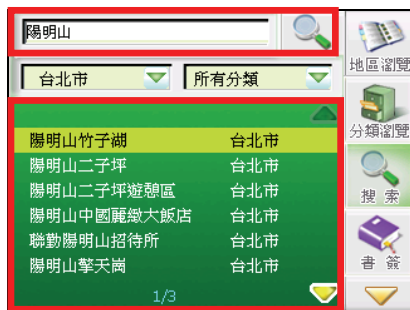 陽明山
台北市 所有分類
陽明山竹子湖 台北市
陽明山二子坪 台北市
陽明山二子坪遊憩區 台北市
陽明山中國麗緻大飯店 台北市
聯勤陽明山招待所 台北市
陽明山擎天崗 台北市
1/3
地區瀏覽
分類瀏覽
搜索
書籤